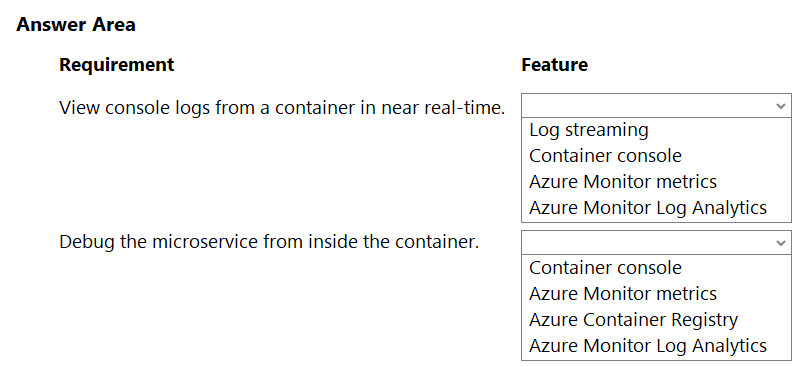 Answer Area
Requirement Feature
View console logs from a container in near real-time.
Log streaming
Container console
Azure Monitor metrics
Azure Monitor Log Analytics
Debug the microservice from inside the container.
Container console
Azure Monitor metrics
Azure Container Registry
Azure Monitor Log Analytics